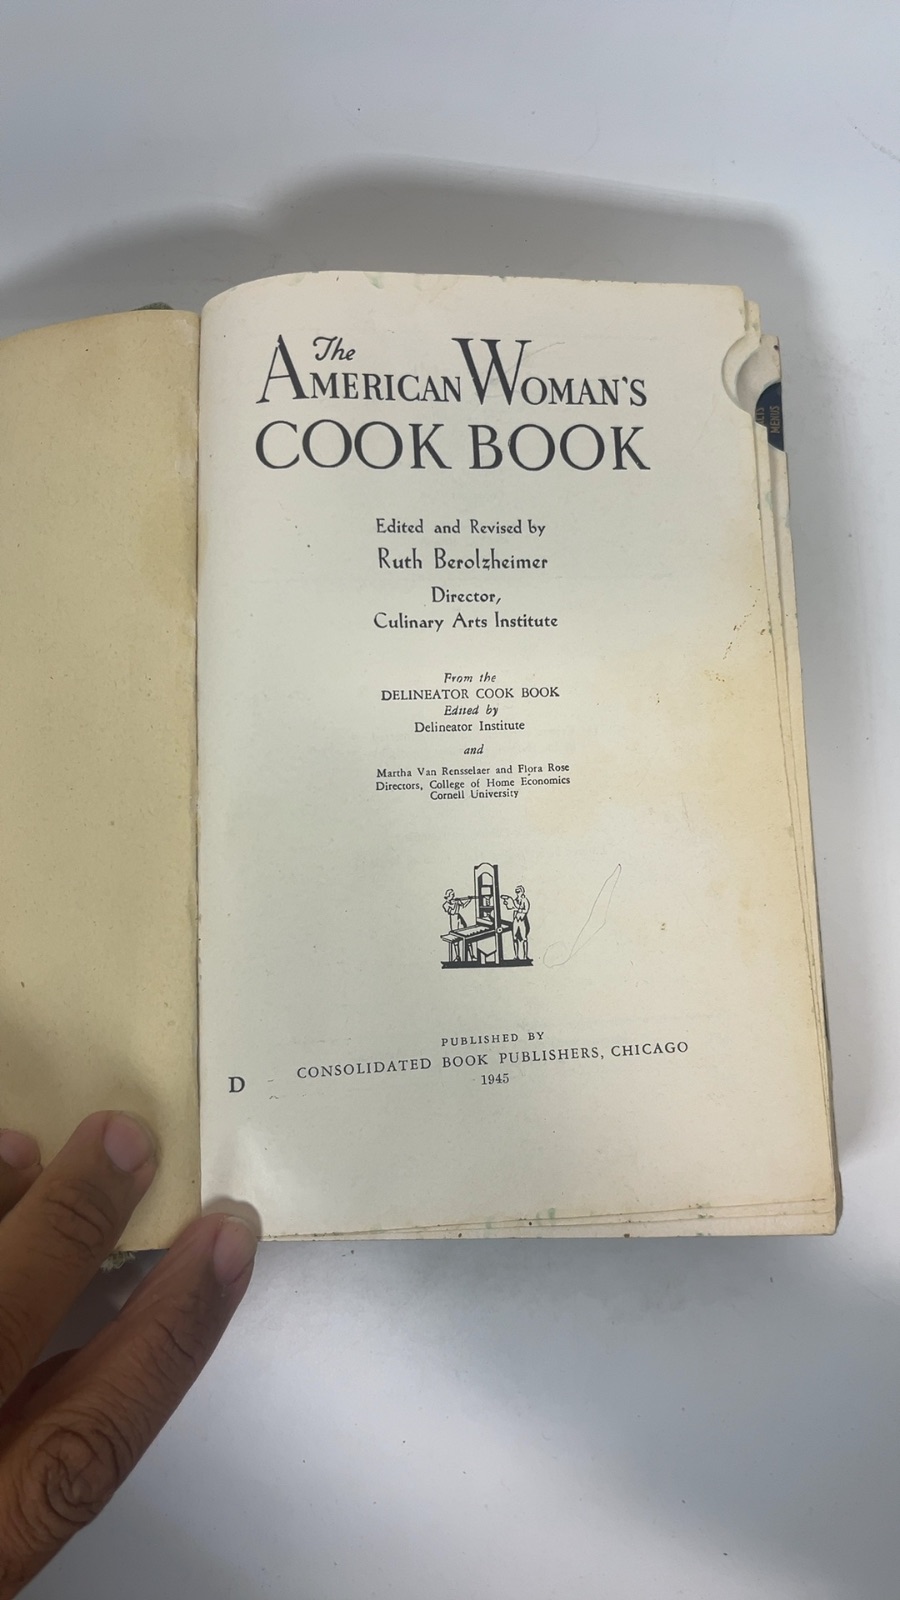 The
AMERICAN WOMAN'S
COOK BOOK
Edited and Revised by
Ruth Berolzheimer
Director,
Culinary Arts Institute
From the
DELINEATOR COOK BOOK
Edited by
Delineator Institute
and
Martha Van Rensselaer and Flora Rose
Directors, College of Home Economics
Cornell University
PUBLISHED BY
CONSOLIDATED BOOK PUBLISHERS, CHICAGO
1945
D
MENUS